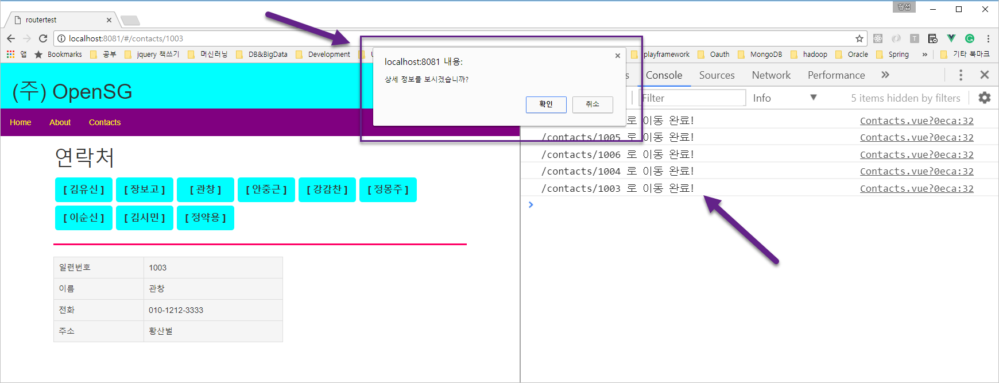 형섭
routertest
localhost:8081/#/contacts/1003
앱 Bookmarks 공부 jquery 책쓰기 머신러닝 DB&BigData Development playframework Oauth MongoDB hadoop Oracle Spring » 기타 북마크
localhost:8081 내용:
상세 정보를 보시겠습니까?
확인 취소
Console Sources Network Performance »
Filter Info 5 items hidden by filters
(주) OpenSG
Home About Contacts
로 이동 완료! Contacts.vue?0eca:32
/contacts/1005 로 이동 완료! Contacts.vue?0eca:32
/contacts/1006 로 이동 완료! Contacts.vue?0eca:32
/contacts/1004 로 이동 완료! Contacts.vue?0eca:32
/contacts/1003 로 이동 완료! Contacts.vue?0eca:32
연락처
[ 김유신 ] [ 장보고 ] [ 관창 ] [ 안중근 ] [ 강감찬 ] [ 정몽주 ]
[ 이순신 ] [ 김시민 ] [ 정약용 ]
일련번호 1003
이름 관창
전화 010-1212-3333
주소 황산벌